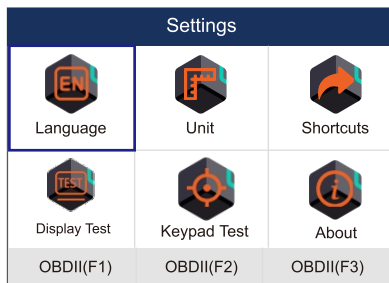 Settings
EN
Language
Unit
Shortcuts
TEST
Display Test
Keypad Test
i
About
OBDII(F1)
OBDII(F2)
OBDII(F3)